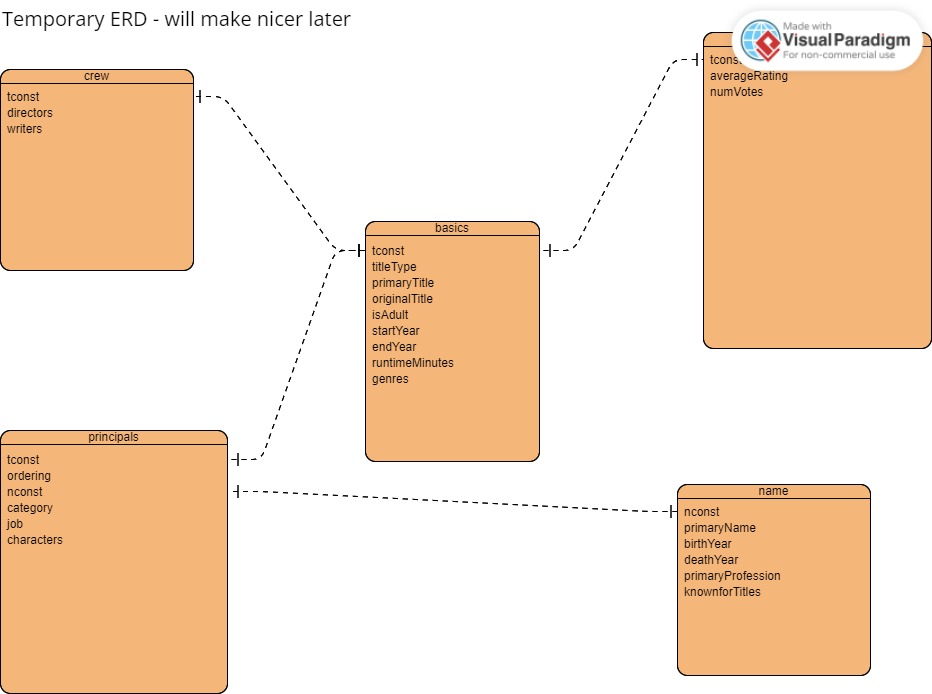 Temporary ERD - will make nicer later
Made with
Visual Paradigm
For non-commercial use
crew
tconst
directors
writers
averageRating
numVotes
basics
tconst
titleType
primaryTitle
originalTitle
isAdult
startYear
endYear
runtimeMinutes
genres
principals
tconst
ordering
nconst
category
job
characters
name
nconst
primaryName
birthYear
deathYear
primaryProfession
knownforTitles